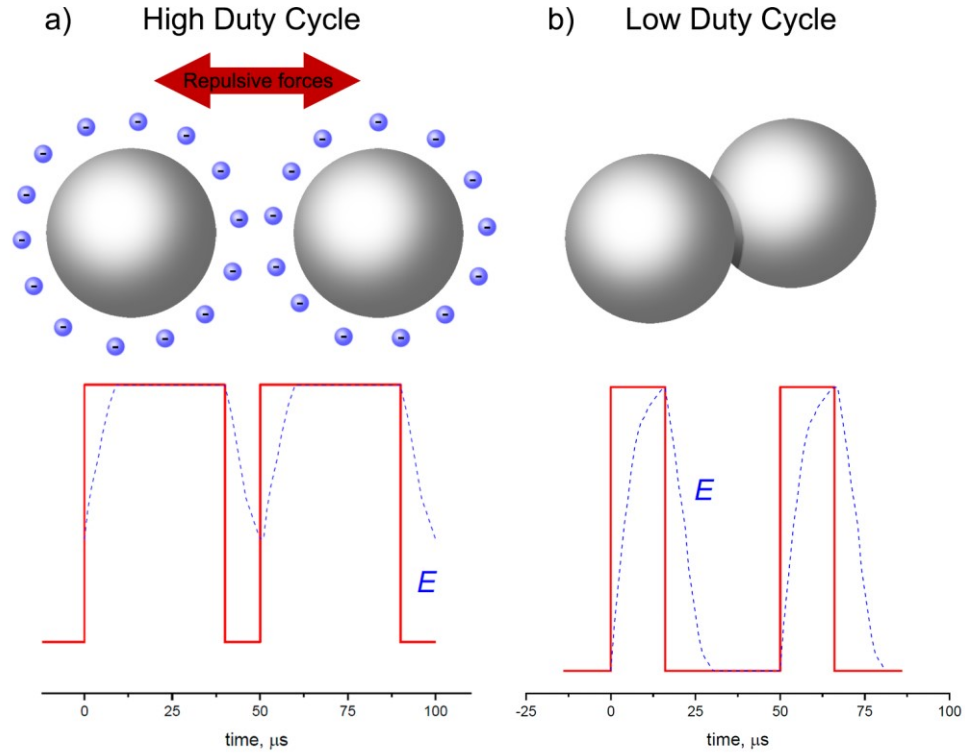 a)
High Duty Cycle
b)
Low Duty Cycle
Repulsive forces
E
E
0
25
50
75
100
time, μs
-25
0
25
50
75
100
time, μs